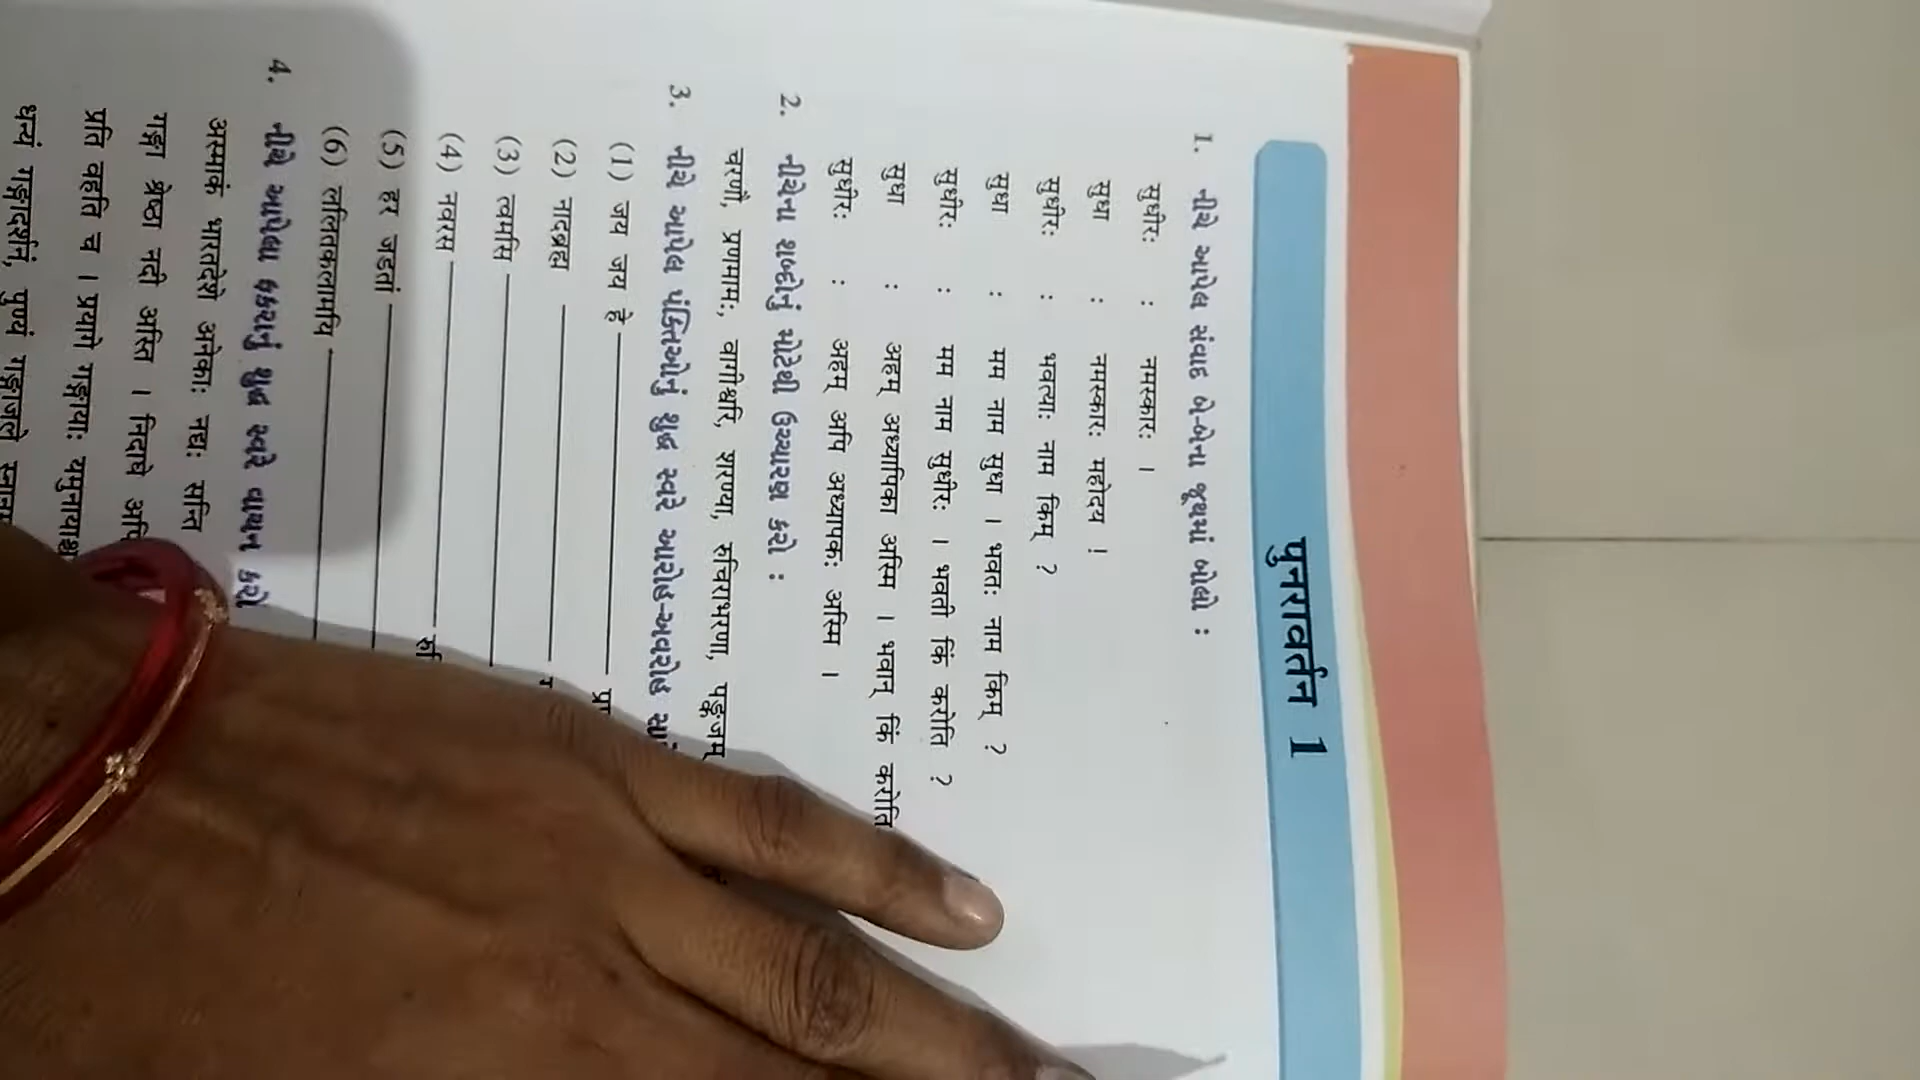 पुनरावर्तन 1
1. નીચે આપેલ સંવાદ બે-બેના જૂથમાં બોલો :
सुधीरः : नमस्कारः ।
सुधा : नमस्कारः महोदय !
सुधीरः : भवत्याः नाम किम् ?
सुधा : मम नाम सुधा । भवतः नाम किम् ?
सुधीरः : मम नाम सुधीरः । भवती किं करोति ?
सुधा : अहम् अध्यापिका अस्मि । भवान् किं करोति
सुधीरः : अहम् अपि अध्यापकः अस्मि ।
2. નીચેના શબ્દોનું મોટેથી ઉચ્ચારણ કરો :
चरणौ, प्रणमामः, वागीश्वरि, शरण्या, रुचिराभरणा, पङ्कजम्
3. નીચે આપેલ પંક્તિઓનું શુદ્ધ સ્વરે આરોહ-અવરોહ
(1) जय जय हे
(2) नादब्रह्म
(3) त्वमसि
(4) नवरस
(5) हर जडतां
(6) ललितकलामयि
4. નીચે આપેલા ફકરાનું શુદ્ધ સ્વરે વાચન કરો
अस्माकं भारतदेशे अनेकाः नद्यः सन्ति
गङ्गा श्रेष्ठा नदी अस्ति । निदाघे
प्रति वहति च । प्रयागे गङ्गायाः
धन्यं गङ्गादर्शनं, पुण्यं गङ्गाजले